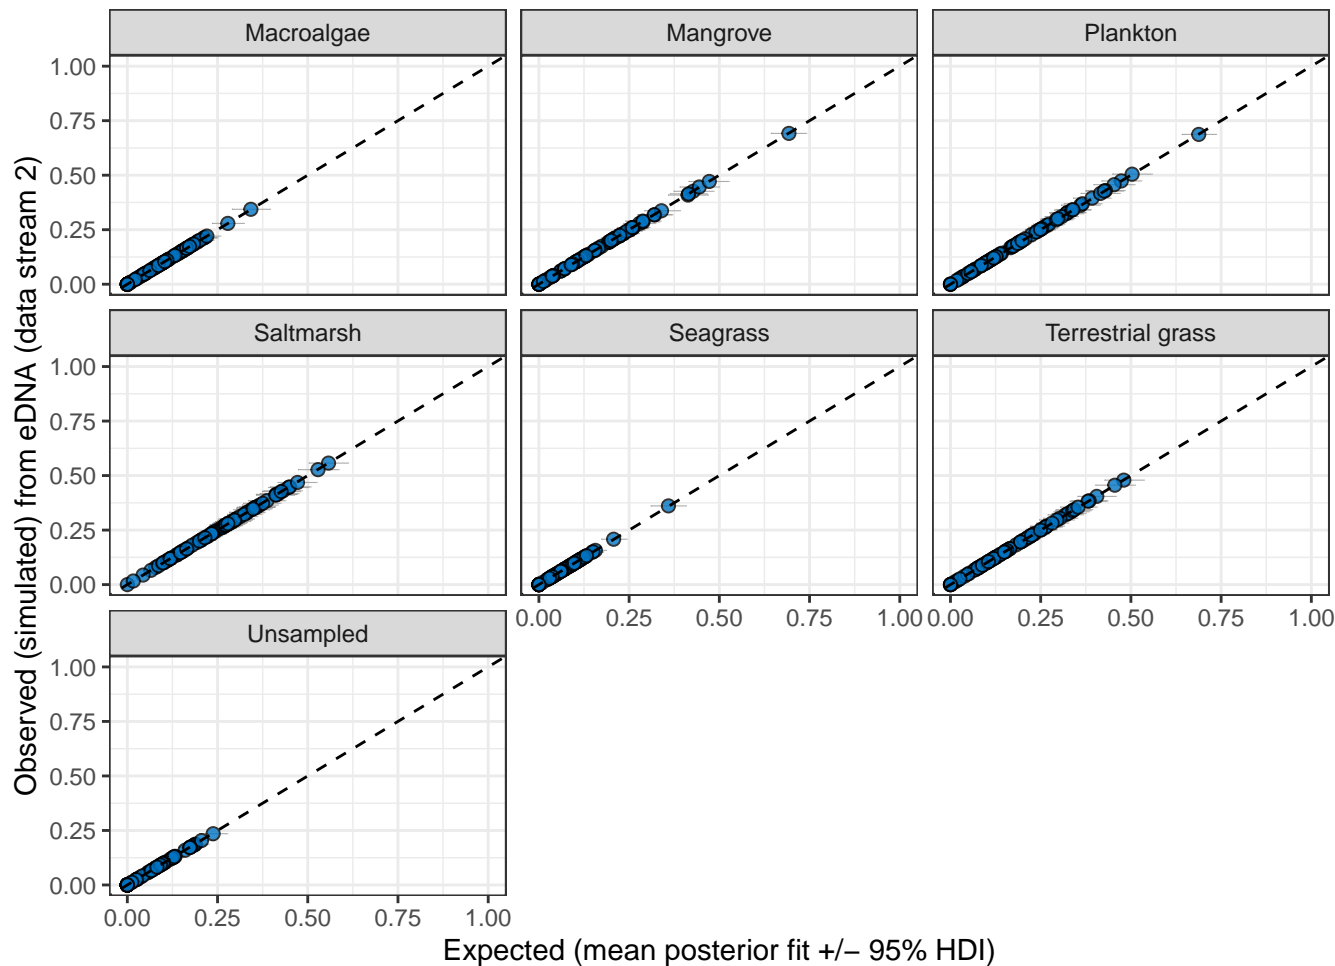 Macroalgae
Mangrove
Plankton
1.00
0.75
0.50
0.25
0.00
Saltmarsh
Seagrass
Terrestrial grass
1.00
0.75
0.50
0.25
0.00
0.00 0.25 0.50 0.75 1.00
0.00 0.25 0.50 0.75 1.00
Unsampled
1.00
0.75
0.50
0.25
0.00
0.00 0.25 0.50 0.75 1.00
Observed (simulated) from eDNA (data stream 2)
Expected (mean posterior fit +/− 95% HDI)